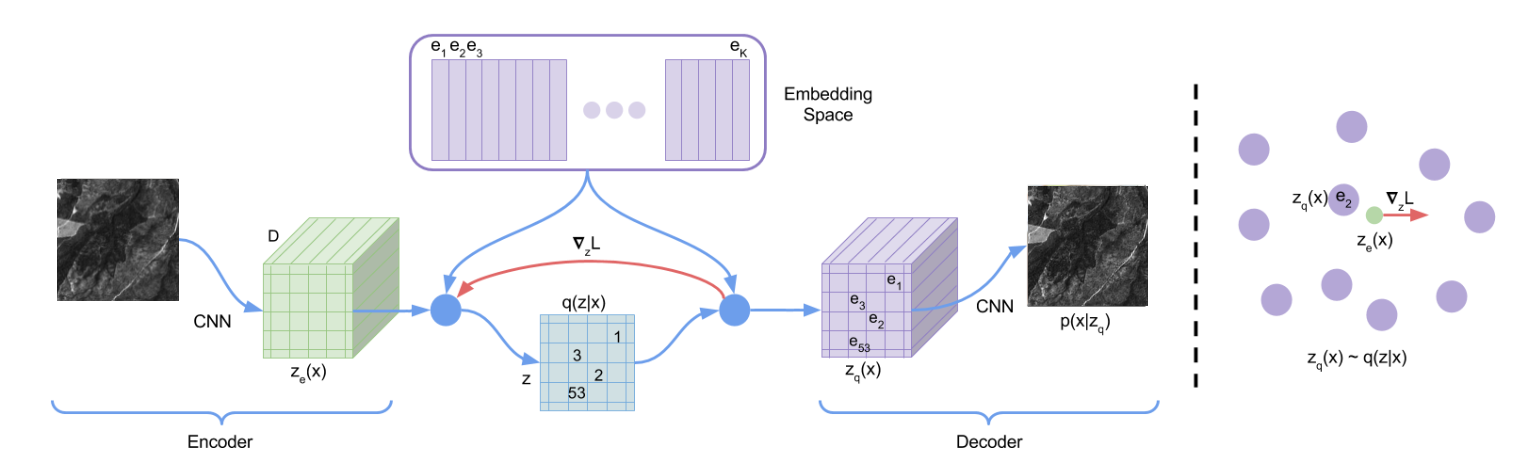 e1 e2 e3
eK
Embedding
Space
D
CNN
ze(x)
Encoder
∇zL
q(z|x)
1
3
2
53
z
e1
e3
e2
e53
zq(x)
CNN
p(x|zq)
Decoder
zq(x) e2
∇zL
ze(x)
zq(x) ~ q(z|x)